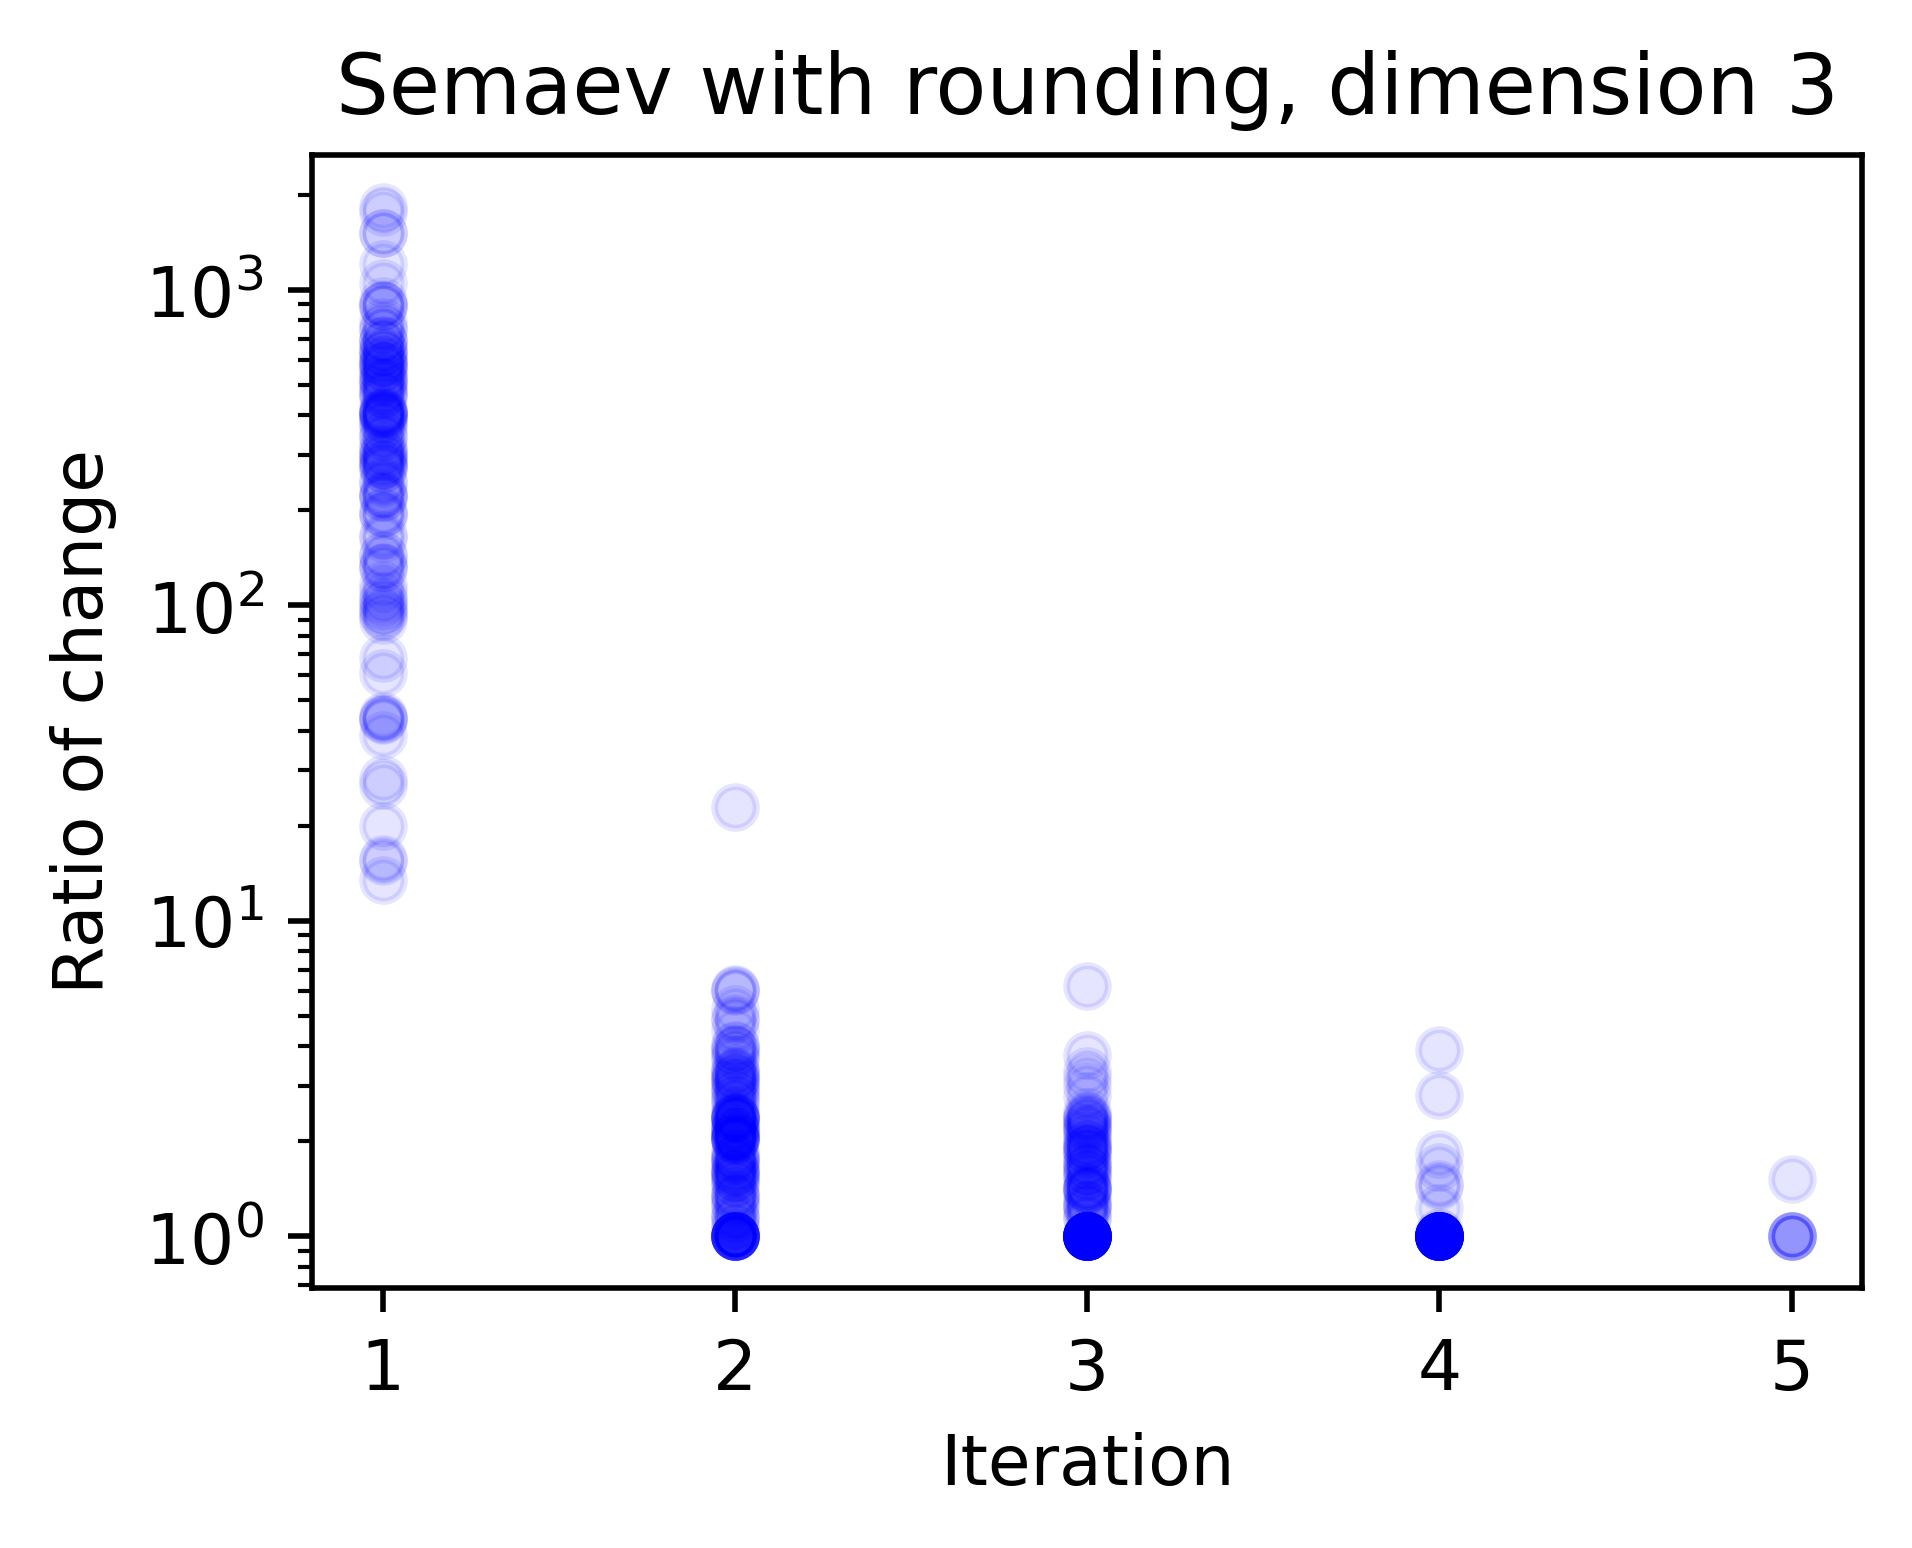 Semaev with rounding, dimension 3
Ratio of change
10³
10²
10¹
10⁰
1 2 3 4 5
Iteration